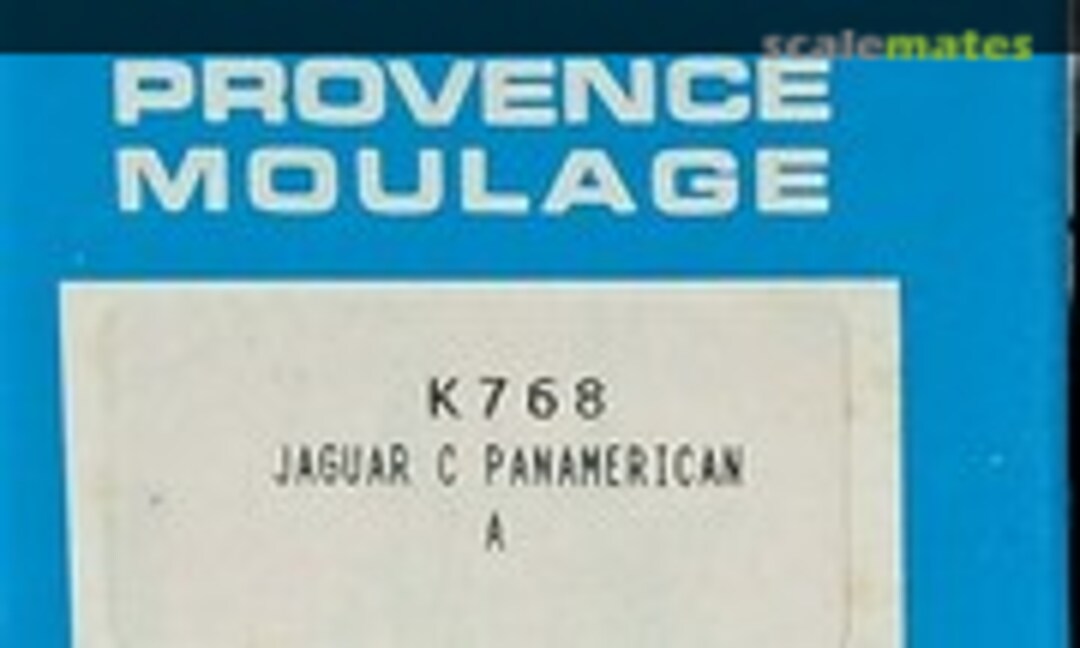 scalemates
PROVENCE
MOULAGE
K768
JAGUAR C PANAMERICAN
A